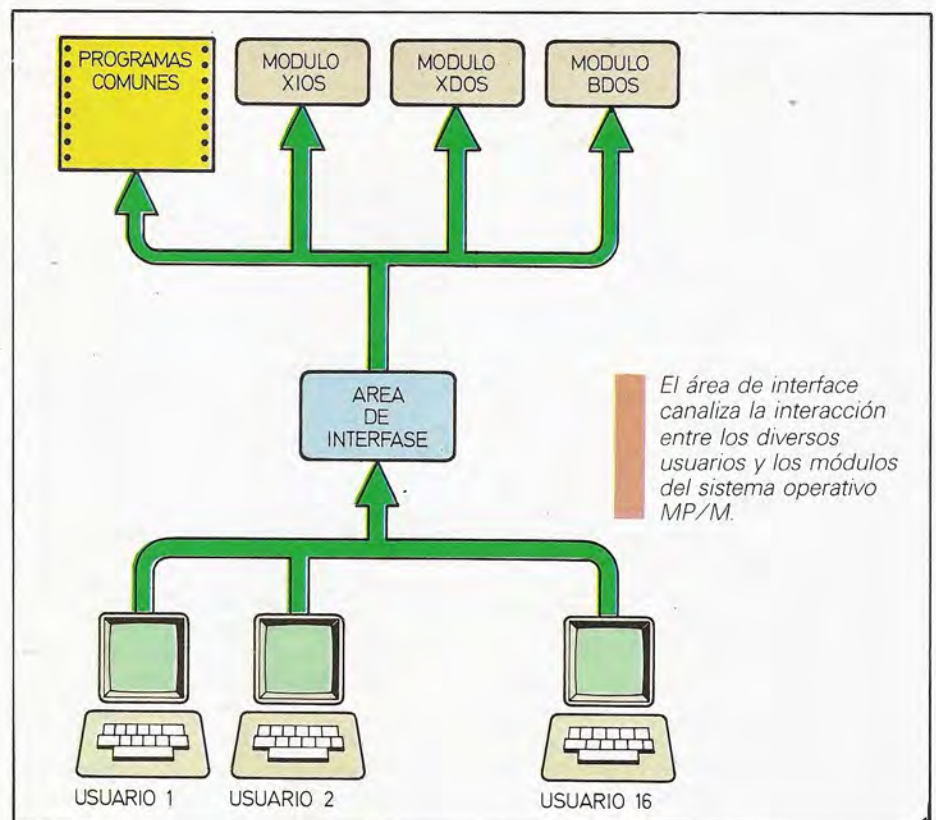 PROGRAMAS
COMUNES
MODULO
XIOS
MODULO
XDOS
MODULO
BDOS
AREA
DE
INTERFASE
El área de interface
canaliza la interacción
entre los diversos
usuarios y los módulos
del sistema operativo
MP/M.
USUARIO 1
USUARIO 2
USUARIO 16